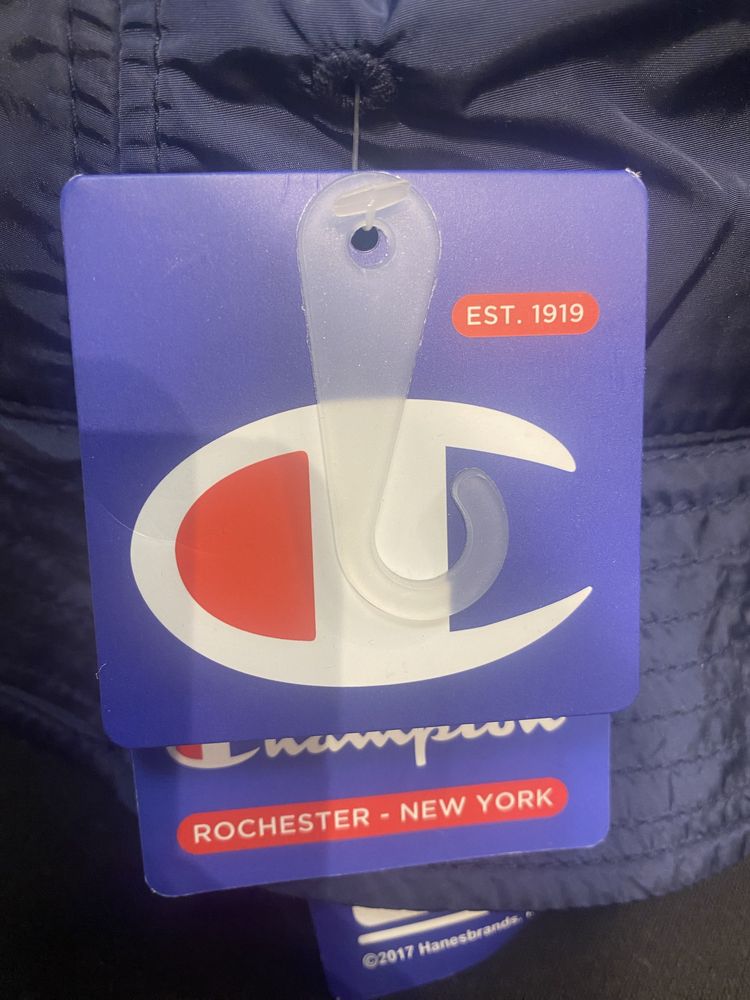 EST. 1919
Champion
ROCHESTER - NEW YORK
©2017 Hanesbrands.